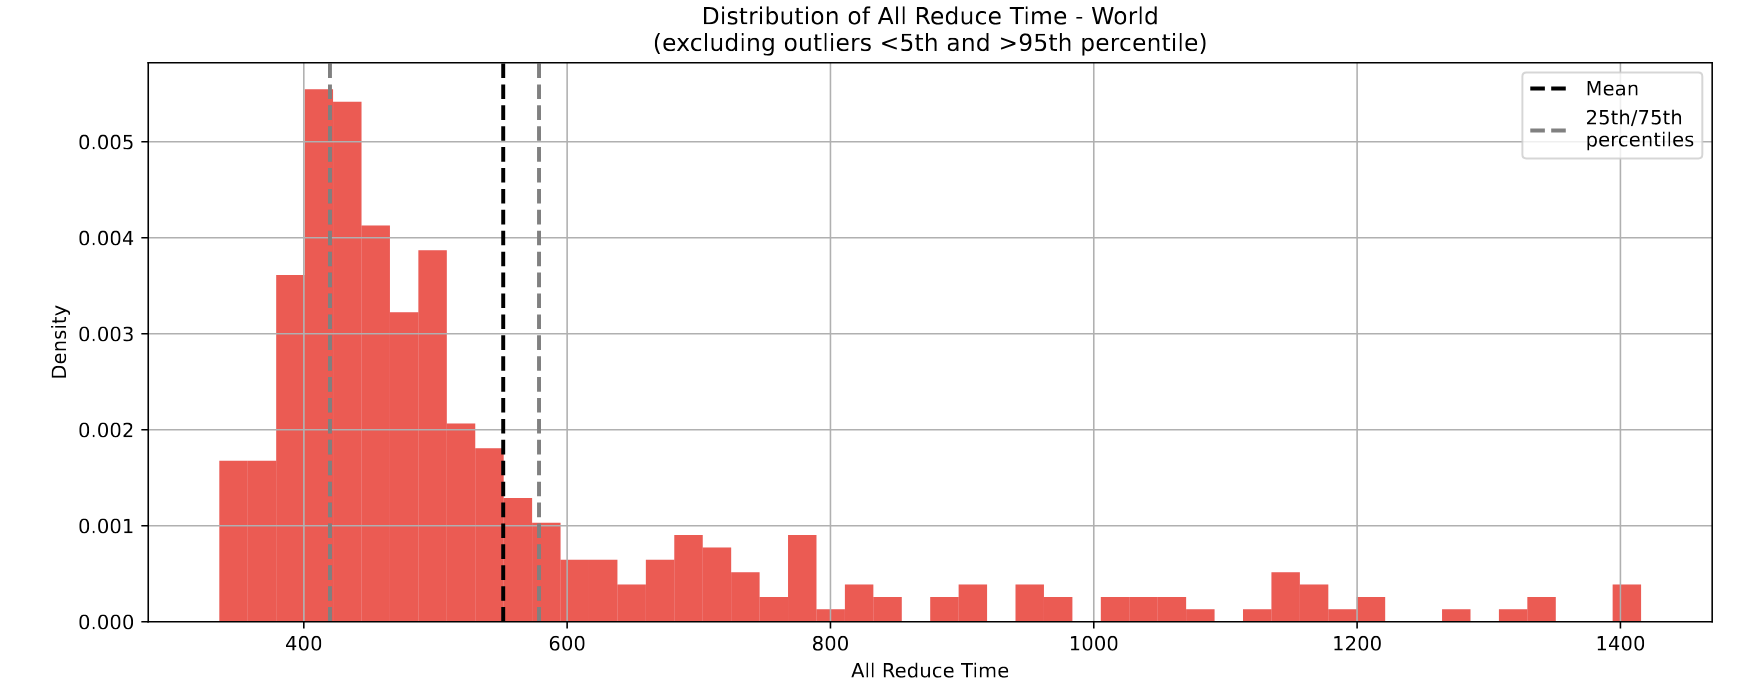 Distribution of All Reduce Time - World
(excluding outliers <5th and >95th percentile)
Mean
25th/75th
percentiles
Density
0.005
0.004
0.003
0.002
0.001
0.000
400
600
800
1000
1200
1400
All Reduce Time